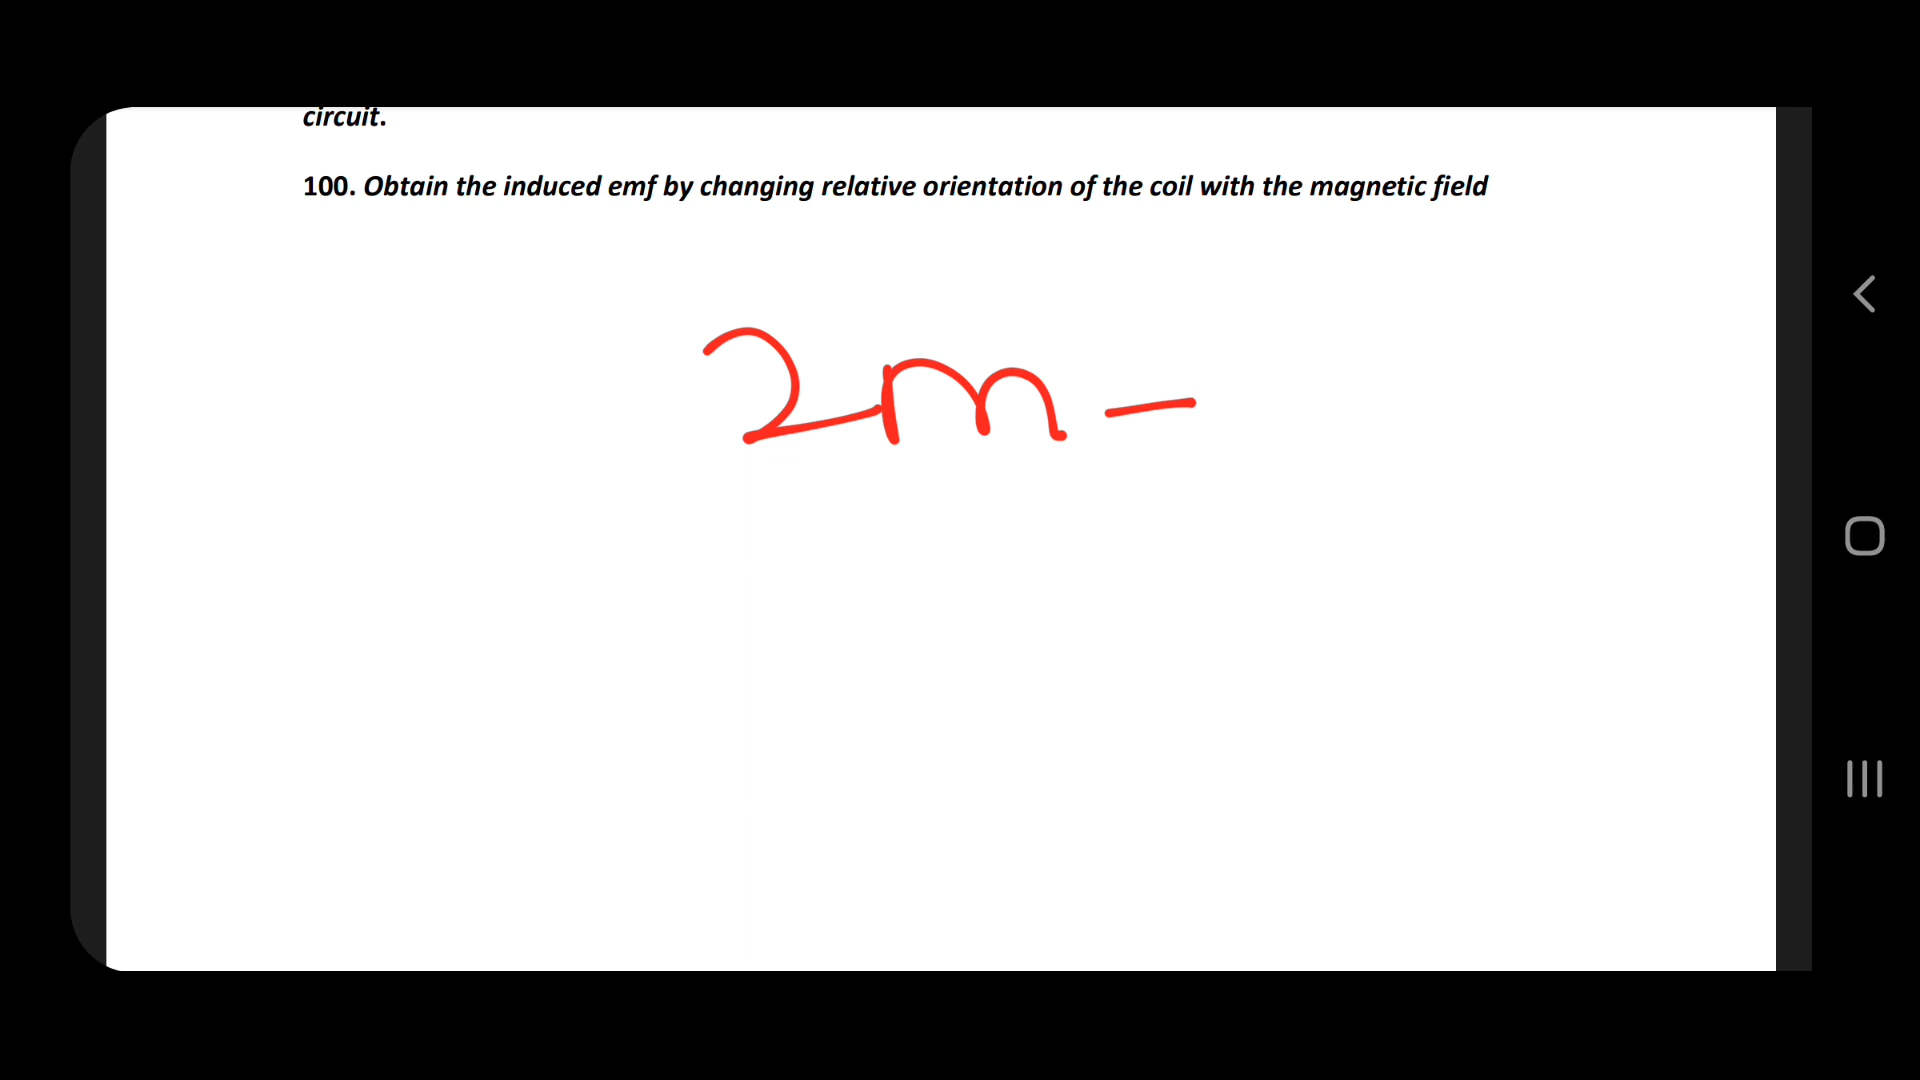 circuit.
100. Obtain the induced emf by changing relative orientation of the coil with the magnetic field
2m -